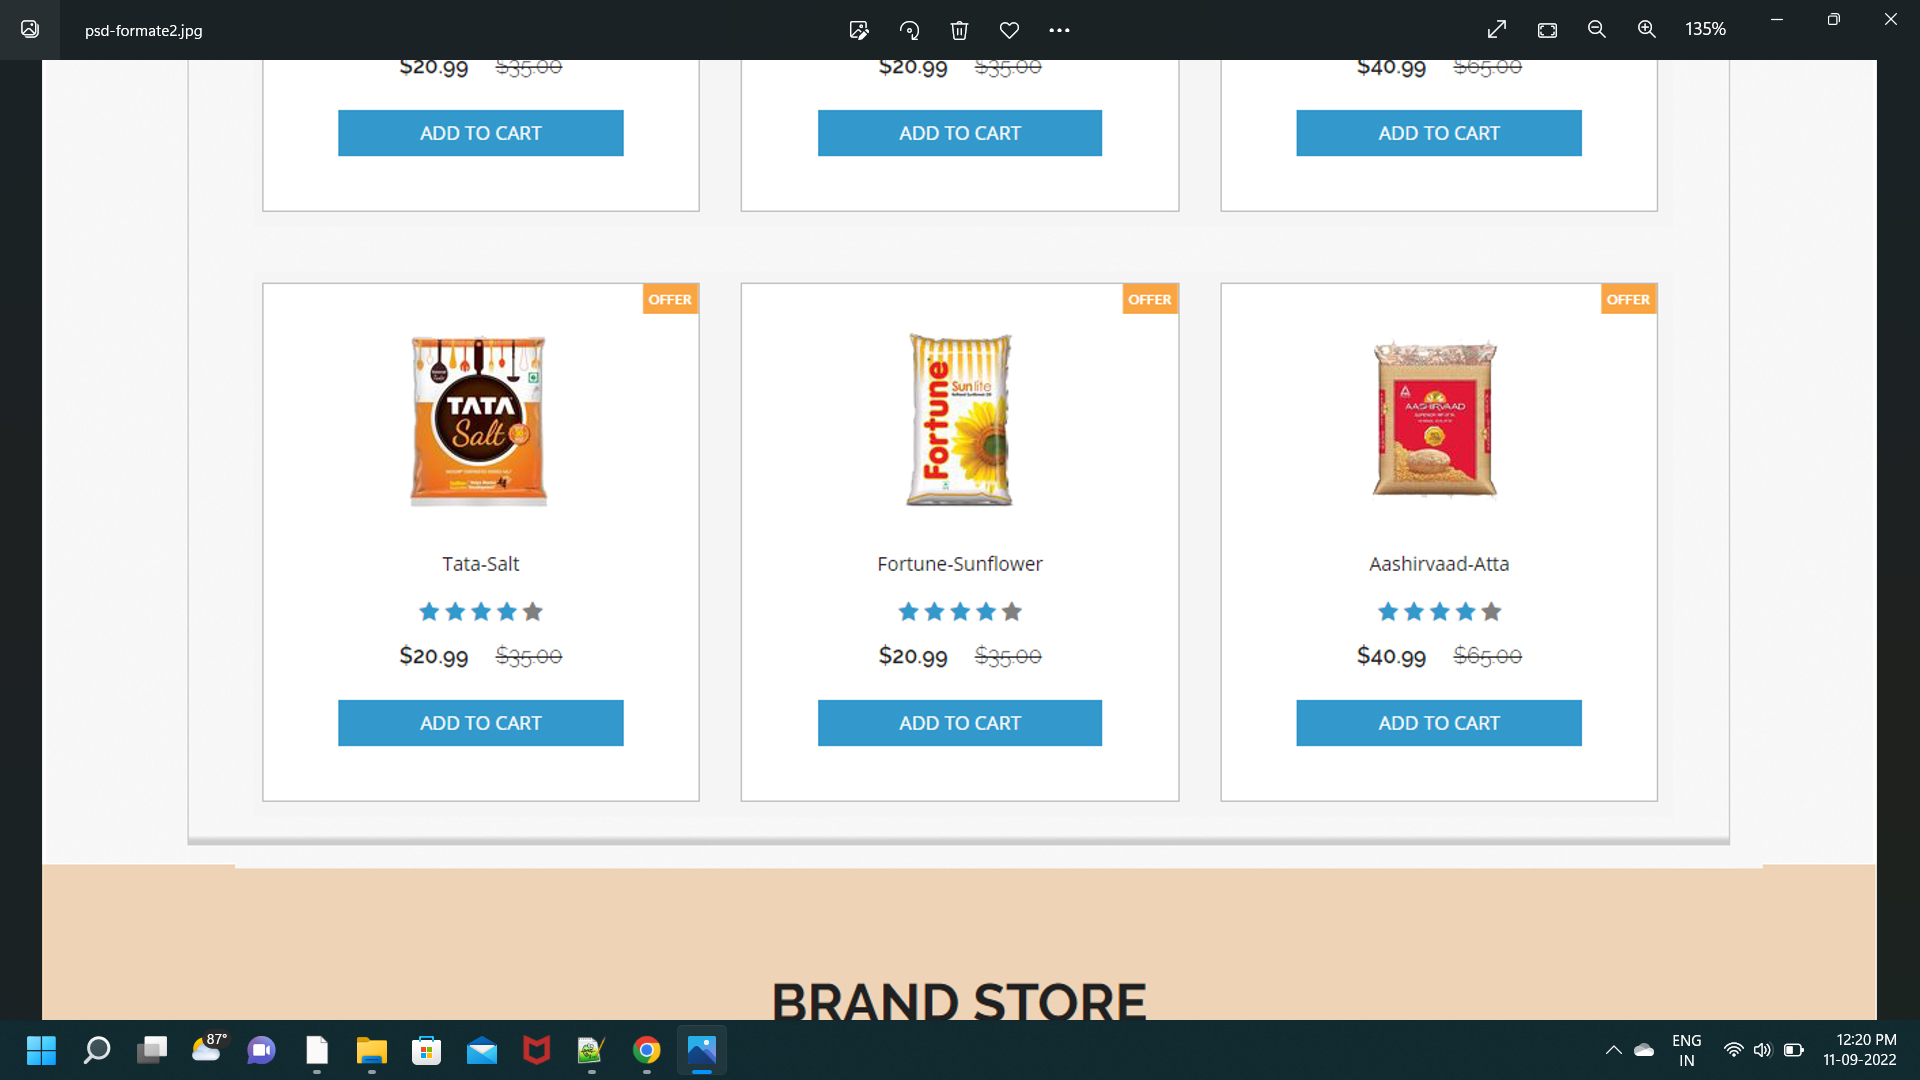 psd-formate2.jpg
135%
$20.99 $35.00
$20.99 $35.00
$40.99 $65.00
ADD TO CART
ADD TO CART
ADD TO CART
OFFER
OFFER
OFFER
TATA
Salt
Fortune
Sunlite
AASHIRVAAD
Tata-Salt
Fortune-Sunflower
Aashirvaad-Atta
$20.99 $35.00
$20.99 $35.00
$40.99 $65.00
ADD TO CART
ADD TO CART
ADD TO CART
BRAND STORE
87°
ENG
IN
12:20 PM
11-09-2022